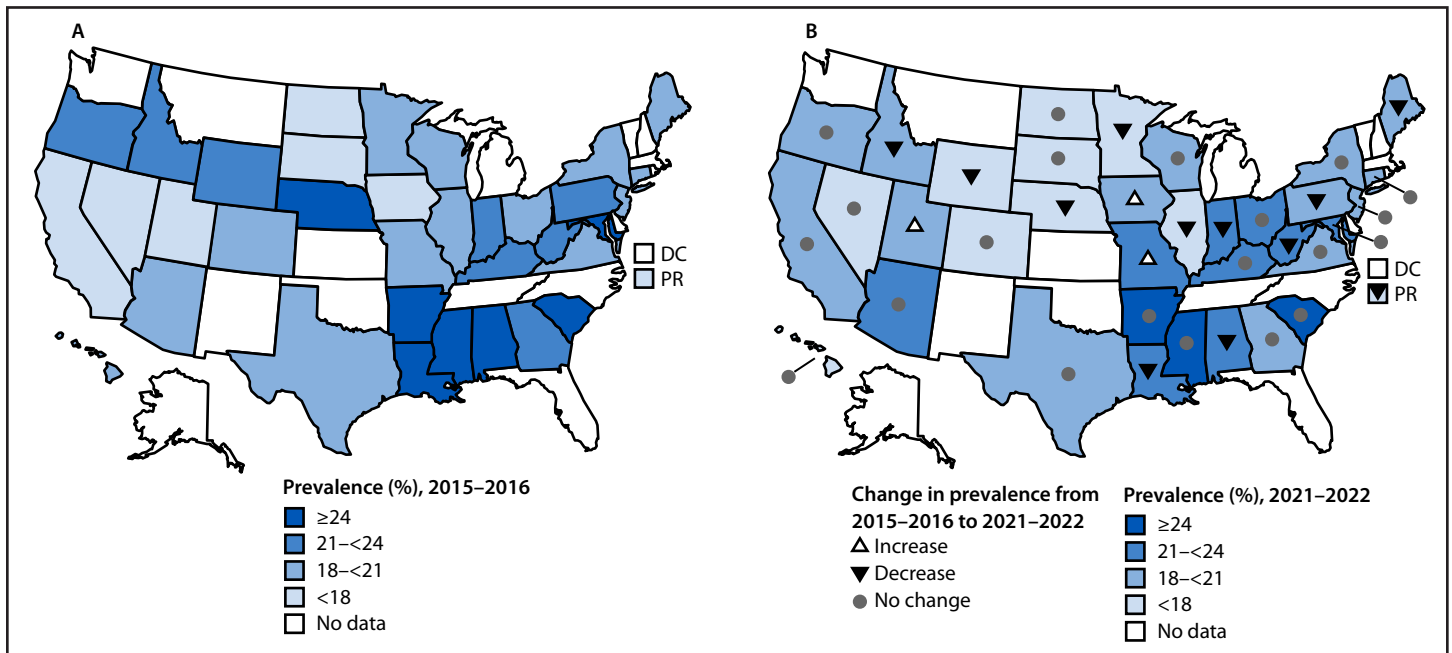 A
DC
PR
Prevalence (%), 2015–2016
≥24
21–<24
18–<21
<18
No data
B
DC
PR
Change in prevalence from
2015–2016 to 2021–2022
Increase
Decrease
No change
Prevalence (%), 2021–2022
≥24
21–<24
18–<21
<18
No data